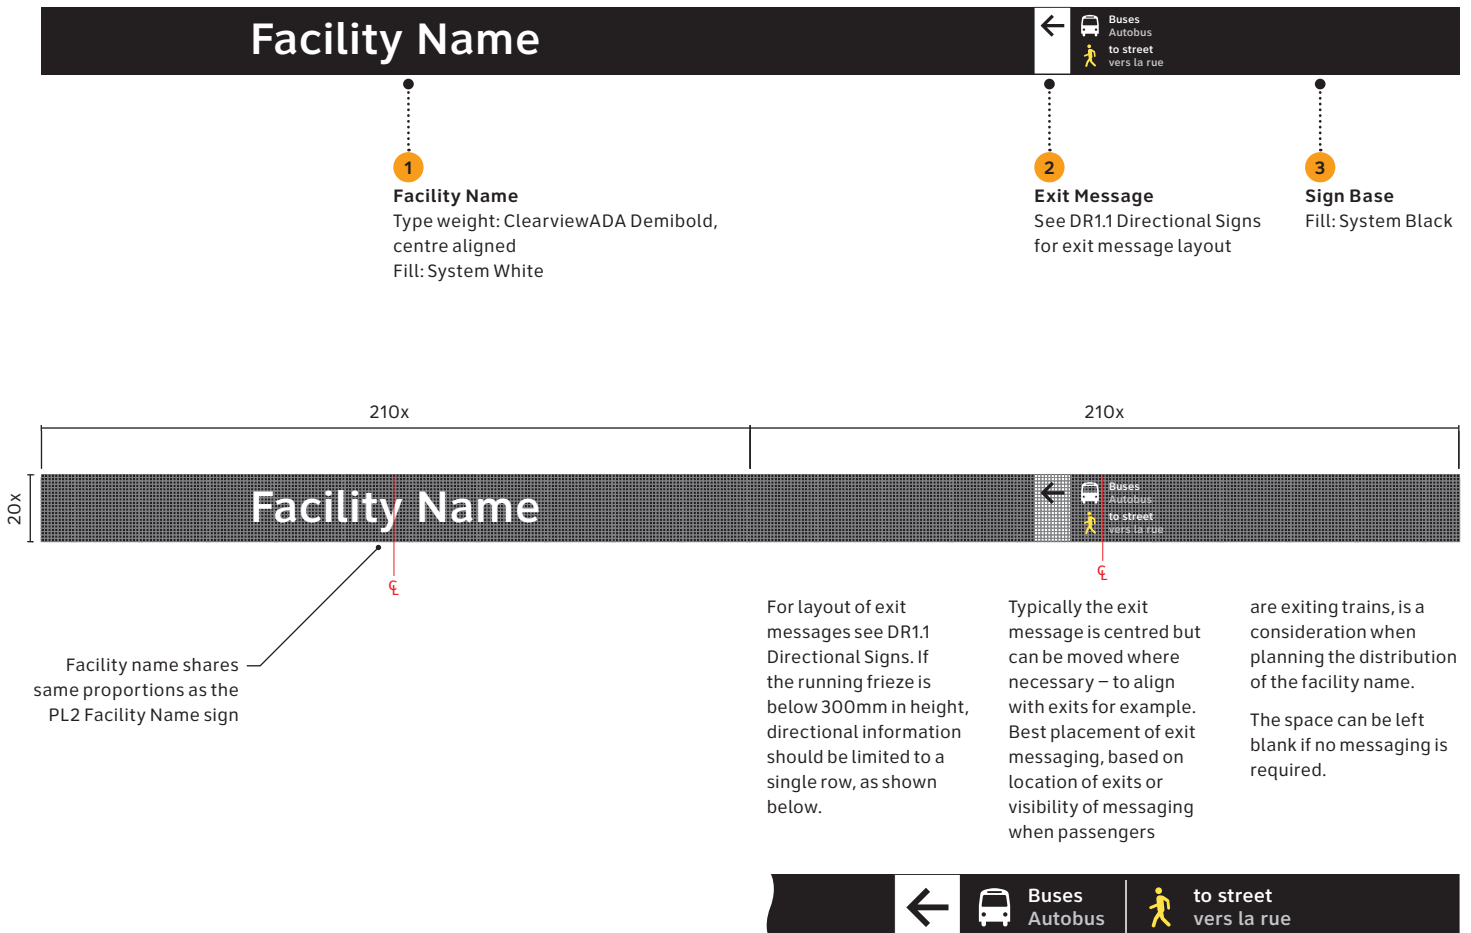 Facility Name
Buses
Autobus
to street
vers la rue
1
Facility Name
Type weight: ClearviewADA Demibold,
centre aligned
Fill: System White
2
Exit Message
See DR1.1 Directional Signs
for exit message layout
3
Sign Base
Fill: System Black
210x
210x
20x
Facility Name
Buses
Autobus
to street
vers la rue
℄
℄
Facility name shares
same proportions as the
PL2 Facility Name sign
For layout of exit
messages see DR1.1
Directional Signs. If
the running frieze is
below 300mm in height,
directional information
should be limited to a
single row, as shown
below.
Typically the exit
message is centred but
can be moved where
necessary – to align
with exits for example.
Best placement of exit
messaging, based on
location of exits or
visibility of messaging
when passengers
are exiting trains, is a
consideration when
planning the distribution
of the facility name.
The space can be left
blank if no messaging is
required.
Buses
Autobus
to street
vers la rue